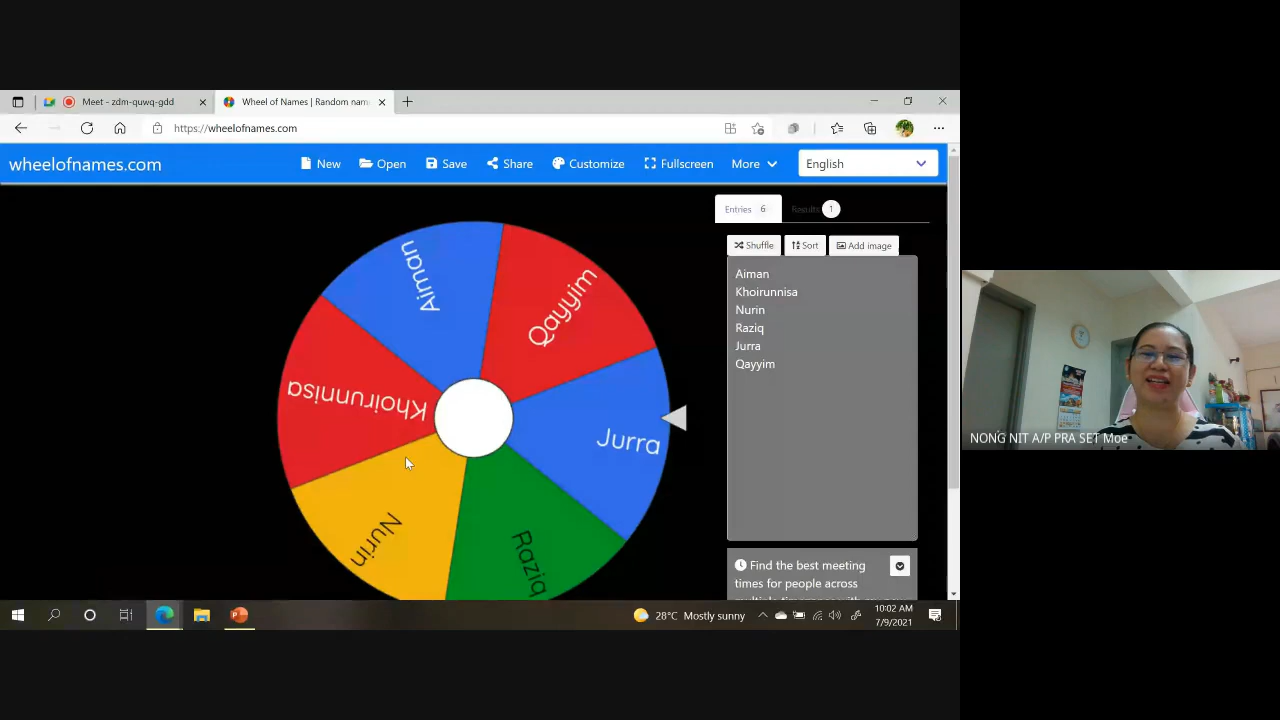 Meet - zdm-quwq-gdd
Wheel of Names | Random nam
https://wheelofnames.com
wheelofnames.com
New
Open
Save
Share
Customize
Fullscreen
More
English
Entries 6
Results 1
Shuffle
Sort
Add image
Aiman
Khoirunnisa
Nurin
Raziq
Jurra
Qayyim
Aiman
Qayyim
Jurra
Raziq
Nurin
Khoirunnisa
Find the best meeting
times for people across
NONG NIT A/P PRA SET Moe
28°C Mostly sunny
10:02 AM
7/9/2021